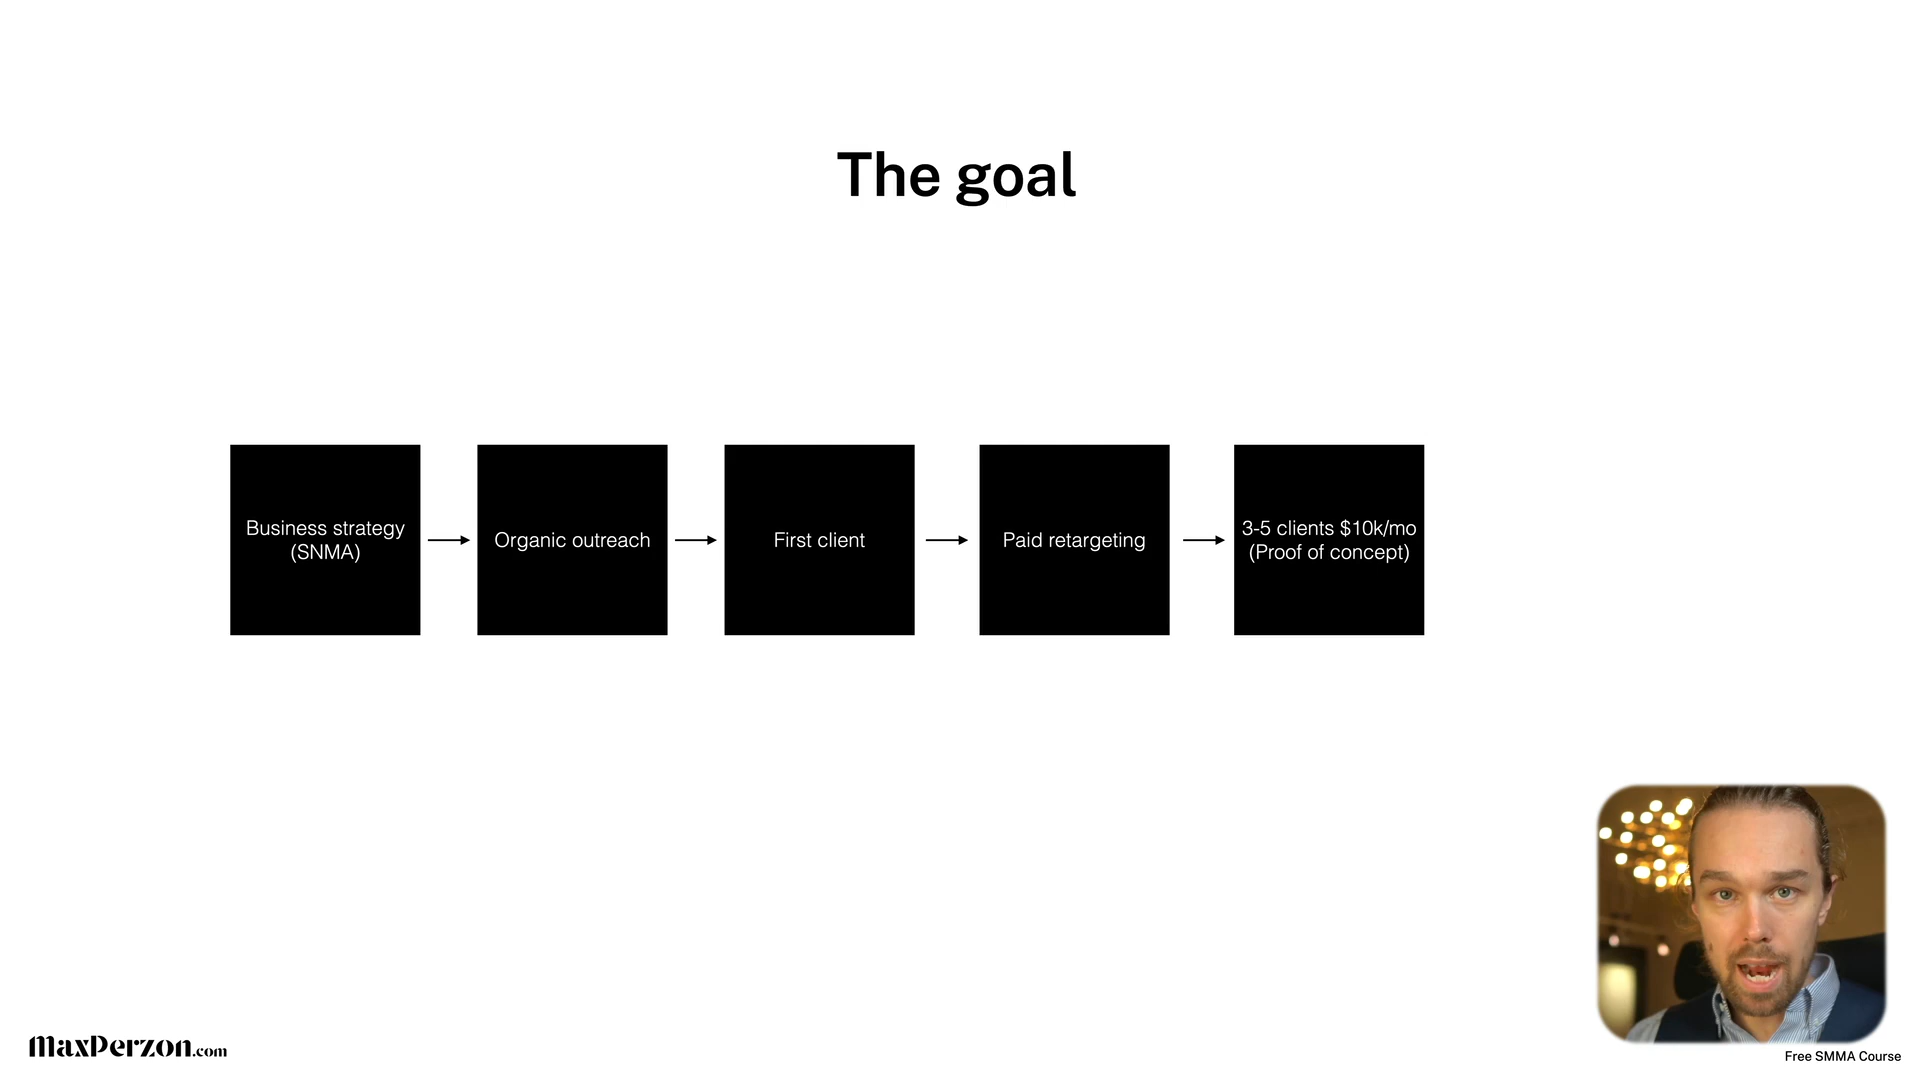 The goal
Business strategy
(SNMA)
Organic outreach
First client
Paid retargeting
3-5 clients $10k/mo
(Proof of concept)
MaxPerzon.com
Free SMMA Course